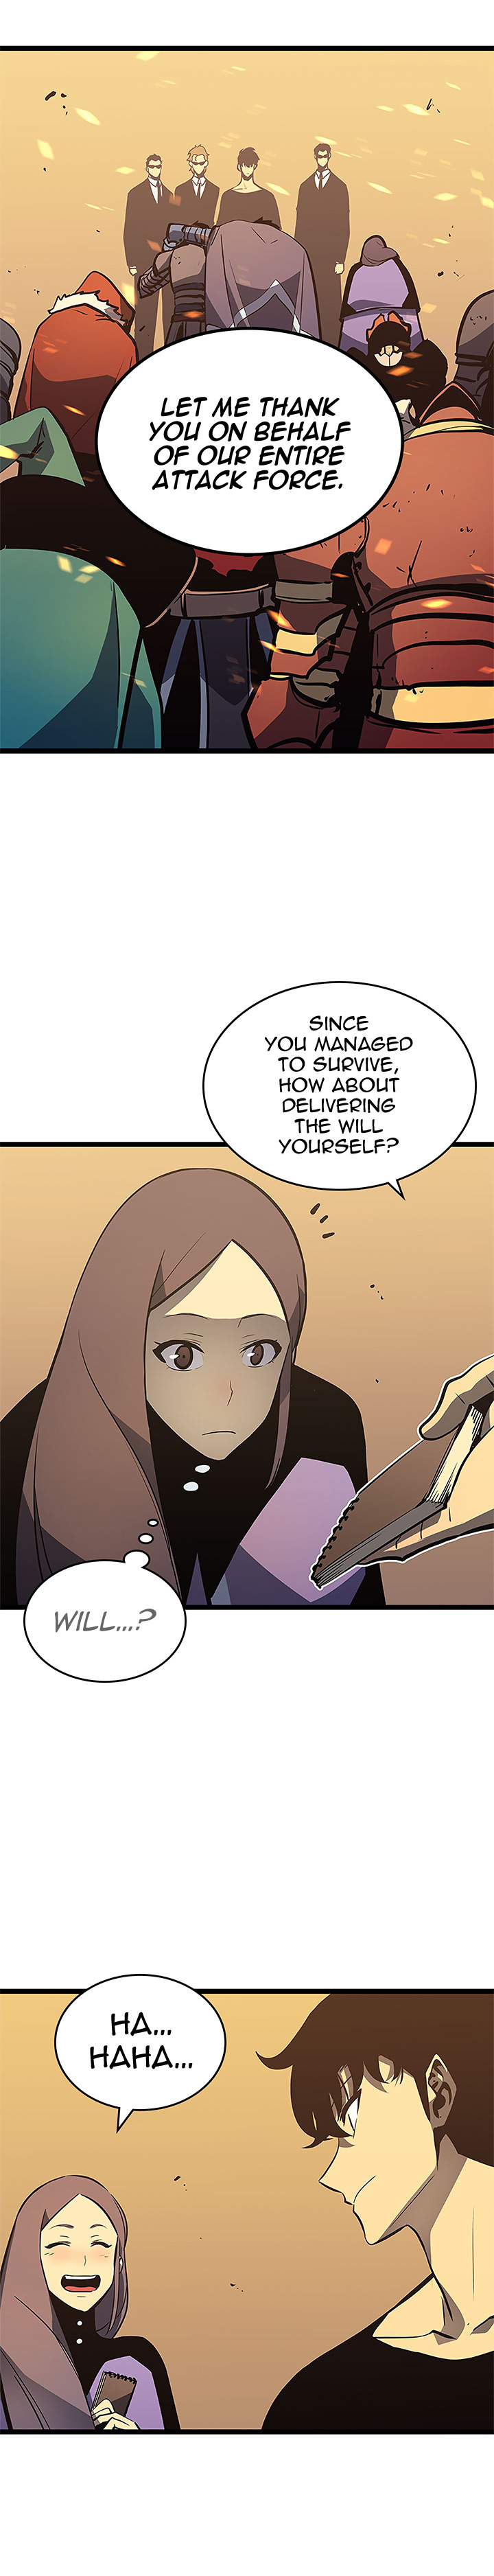 LET ME THANK
YOU ON BEHALF
OF OUR ENTIRE
ATTACK FORCE.
SINCE
YOU MANAGED
TO SURVIVE,
HOW ABOUT
DELIVERING
THE WILL
YOURSELF?
WILL...?
HA...
HAHA...